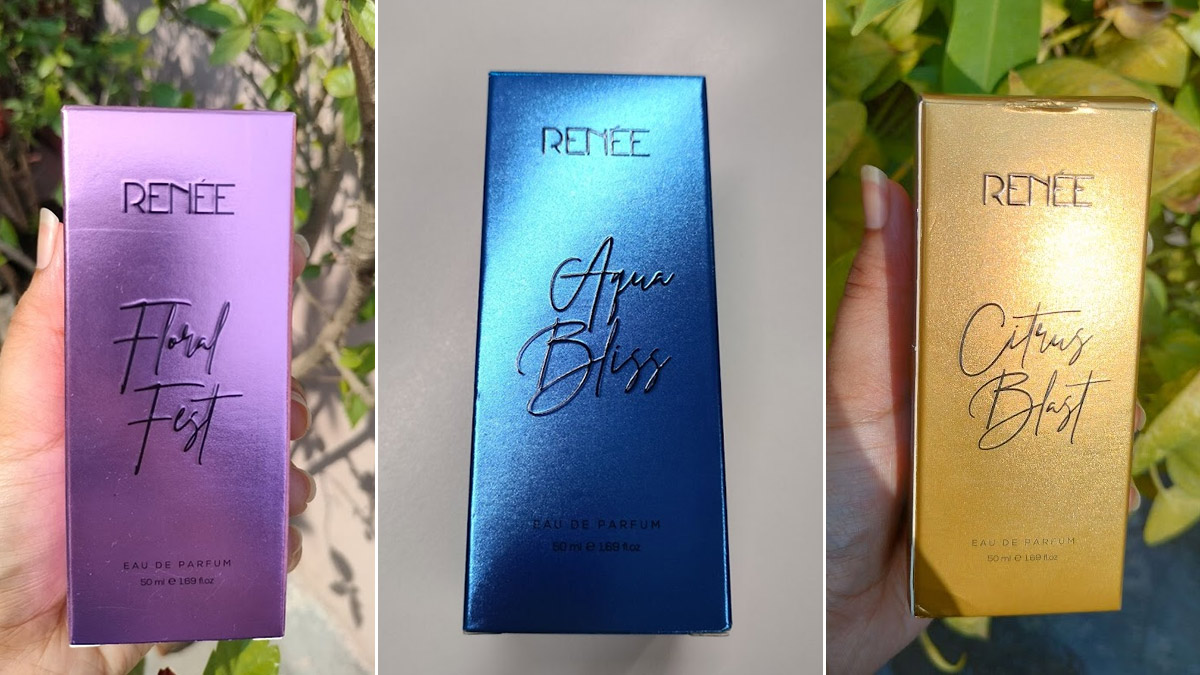 RENÉE
Floral
Fest
EAU DE PARFUM
50 ml ℮ 1.69 fl.oz
RENÉE
Aqua
Bliss
EAU DE PARFUM
50 ml ℮ 1.69 fl.oz
RENÉE
Citrus
Blast
EAU DE PARFUM
50 ml ℮ 1.69 fl.oz